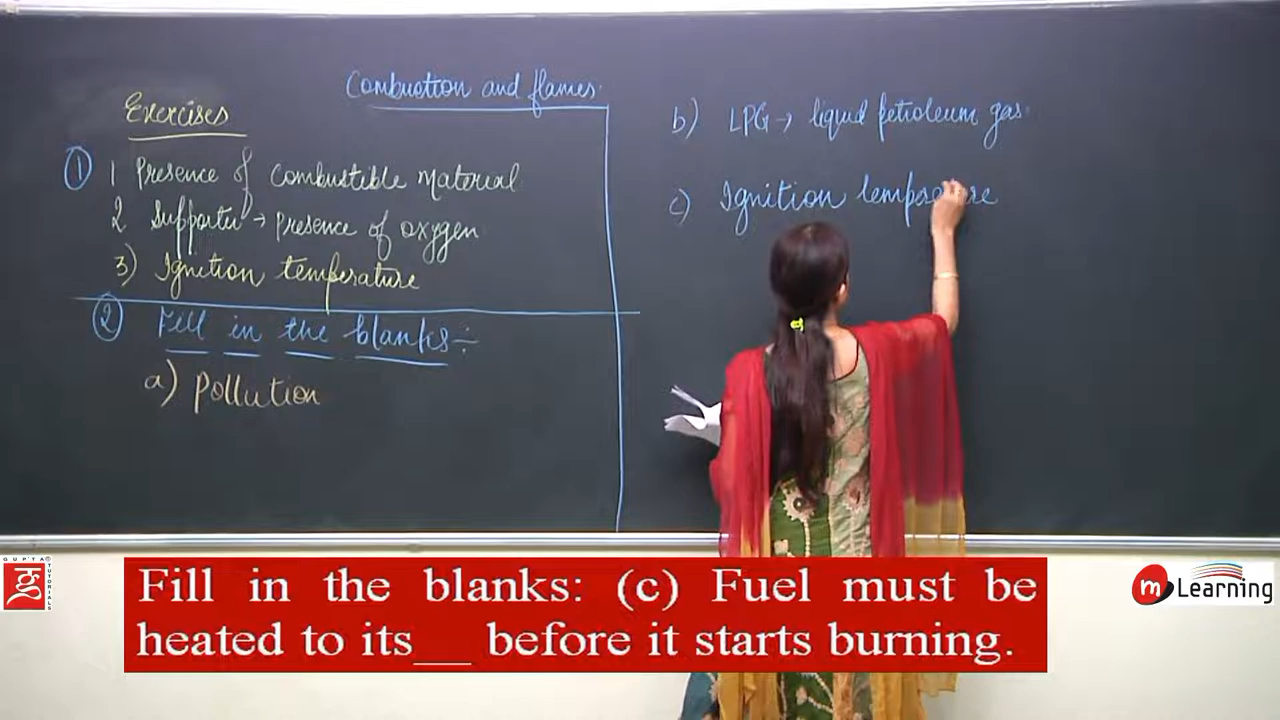 Combustion and flames.
Exercises
① 1 Presence of Combustible Material
2 Supporter → presence of oxygen
3) Ignition temperature
② Fill in the blanks:
a) Pollution
b) LPG → liquid petroleum gas.
c) Ignition
GUPTA TUTORIALS
m Learning
Fill in the blanks: (c) Fuel must be
heated to its__ before it starts burning.